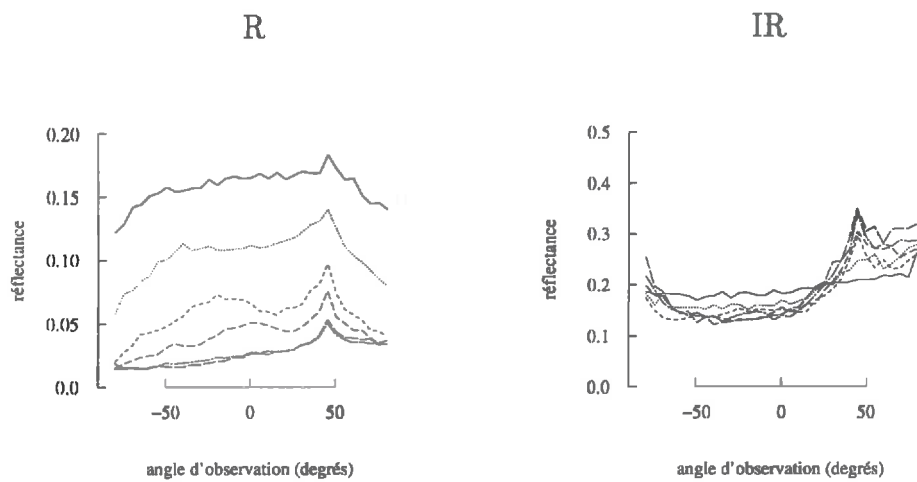 R
IR
0.20
0.15
0.10
0.05
0.0
réflectance
−50
0
50
angle d'observation (degrés)
0.5
0.4
0.3
0.2
0.1
0.0
réflectance
−50
0
50
angle d'observation (degrés)